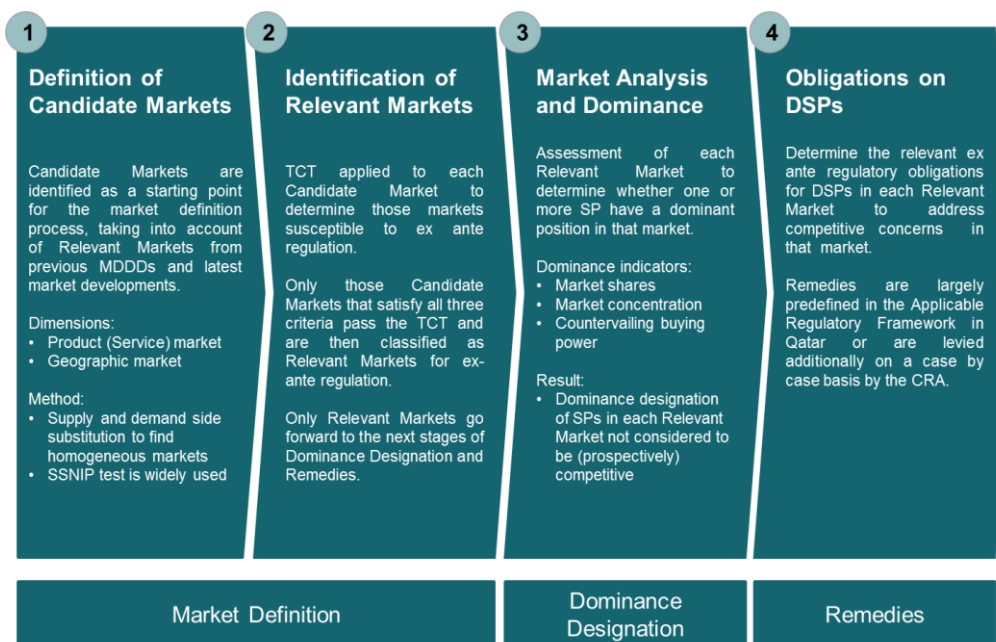 1
Definition of
Candidate Markets
Candidate Markets are
identified as a starting point
for the market definition
process, taking into account
of Relevant Markets from
previous MDDDs and latest
market developments.
Dimensions:
• Product (Service) market
• Geographic market
Method:
• Supply and demand side
substitution to find
homogeneous markets
• SSNIP test is widely used
2
Identification of
Relevant Markets
TCT applied to each
Candidate Market to
determine those markets
susceptible to ex ante
regulation.
Only those Candidate
Markets that satisfy all three
criteria pass the TCT and
are then classified as
Relevant Markets for ex-
ante regulation.
Only Relevant Markets go
forward to the next stages of
Dominance Designation and
Remedies.
3
Market Analysis
and Dominance
Assessment of each
Relevant Market to
determine whether one or
more SP have a dominant
position in that market.
Dominance indicators:
• Market shares
• Market concentration
• Countervailing buying
power
Result:
• Dominance designation
of SPs in each Relevant
Market not considered to
be (prospectively)
competitive
4
Obligations on
DSPs
Determine the relevant ex
ante regulatory obligations
for DSPs in each Relevant
Market to address
competitive concerns in
that market.
Remedies are largely
predefined in the Applicable
Regulatory Framework in
Qatar or are levied
additionally on a case by
case basis by the CRA.
Market Definition
Dominance
Designation
Remedies